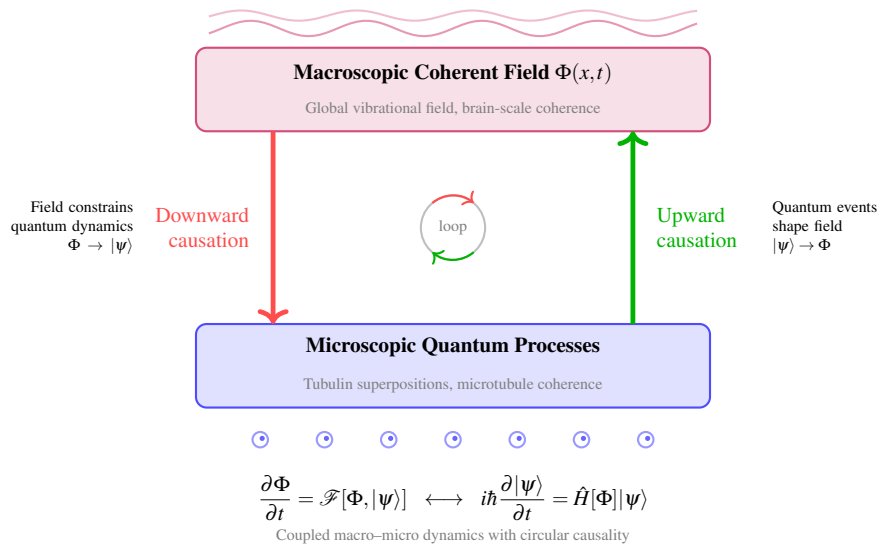 Macroscopic Coherent Field Φ(x,t)
Global vibrational field, brain-scale coherence
Field constrains
quantum dynamics
Φ → |ψ⟩
Downward
causation
loop
Upward
causation
Quantum events
shape field
|ψ⟩ → Φ
Microscopic Quantum Processes
Tubulin superpositions, microtubule coherence
∂Φ/∂t = ℱ[Φ,|ψ⟩] ⟷ iℏ ∂|ψ⟩/∂t = Ĥ[Φ]|ψ⟩
Coupled macro–micro dynamics with circular causality